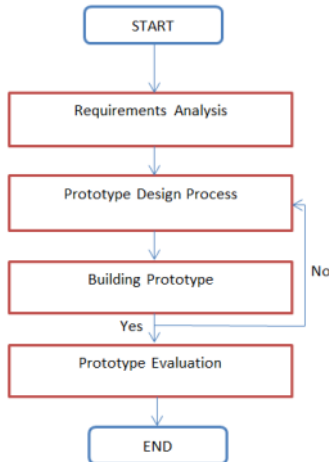 START
Requirements Analysis
Prototype Design Process
Building Prototype
No
Yes
Prototype Evaluation
END